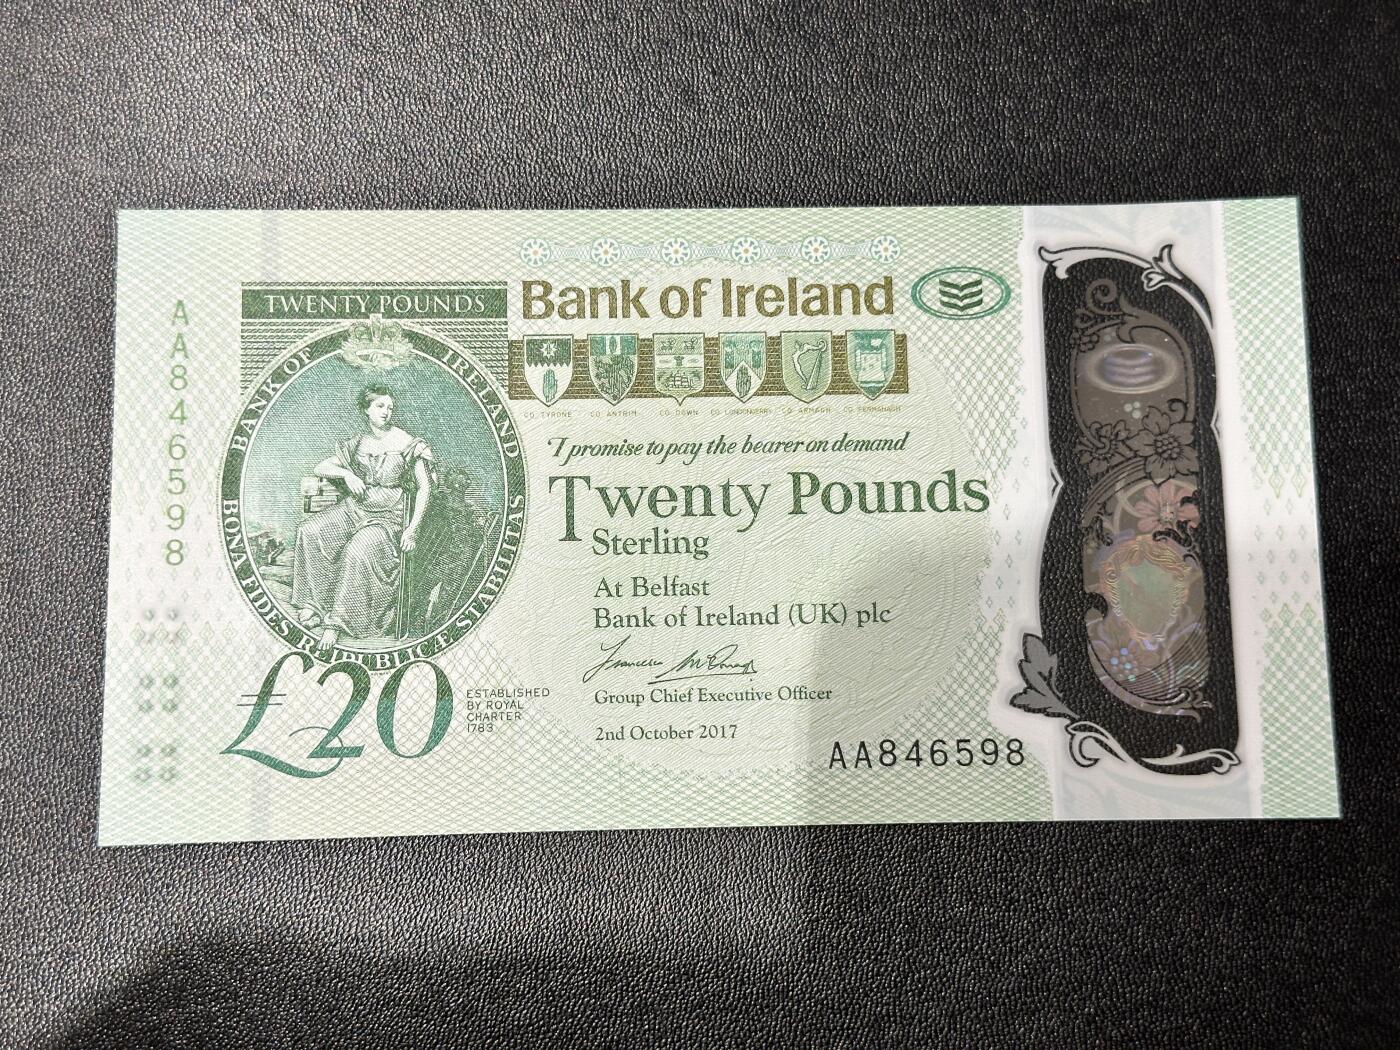 TWENTY POUNDS
Bank of Ireland
AA846598
BANK OF IRELAND
BONA FIDES REIPUBLICÆ STABILITAS
CO. TYRONE CO. ANTRIM CO. DOWN CO. LONDONDERRY CO. ARMAGH CO. FERMANAGH
I promise to pay the bearer on demand
Twenty Pounds
Sterling
At Belfast
Bank of Ireland (UK) plc
Group Chief Executive Officer
2nd October 2017
£20
ESTABLISHED
BY ROYAL
CHARTER
1783
AA846598